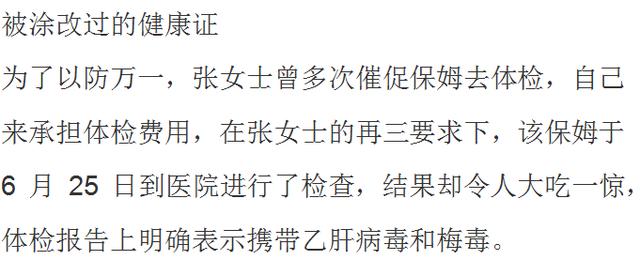 被涂改过的健康证
为了以防万一，张女士曾多次催促保姆去体检，自己
来承担体检费用，在张女士的再三要求下，该保姆于
6 月 25 日到医院进行了检查，结果却令人大吃一惊，
体检报告上明确表示携带乙肝病毒和梅毒。